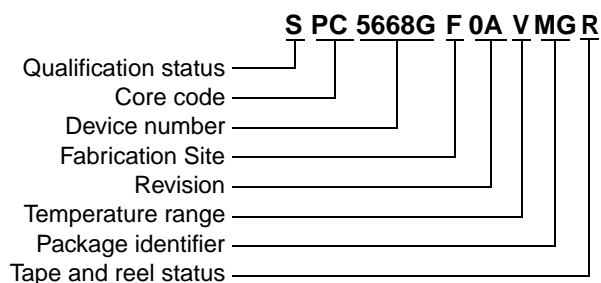 S PC 5668G F 0A V MG R
Qualification status
Core code
Device number
Fabrication Site
Revision
Temperature range
Package identifier
Tape and reel status